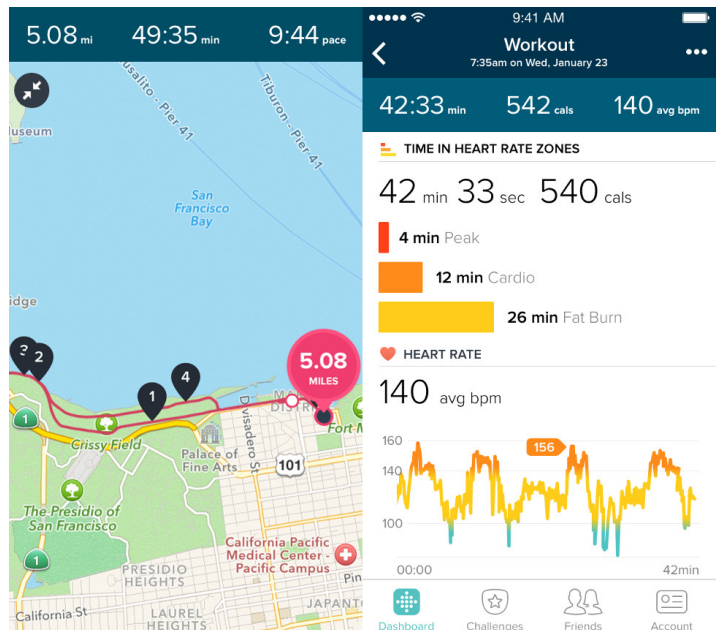 5.08 mi 49:35 min 9:44 pace
usalito - Pier 41
Tiburon - Pier 41
useum
San
Francisco
Bay
idge
3
2
1
4
5.08
MILES
MA
DISTRI
1
Crissy Field
Palace of
Fine Arts
Divisadero St
Fort M
101
The Presidio of
San Francisco
California Pacific
Medical Center -
Pacific Campus
1
PRESIDIO
HEIGHTS
Pin
California St
LAUREL
HEIGHTS
JAPANT
9:41 AM
Workout
7:35am on Wed, January 23
42:33 min 542 cals 140 avg bpm
TIME IN HEART RATE ZONES
42 min 33 sec 540 cals
4 min Peak
12 min Cardio
26 min Fat Burn
HEART RATE
140 avg bpm
160
156
140
100
00:00 42min
Dashboard Challenges Friends Account